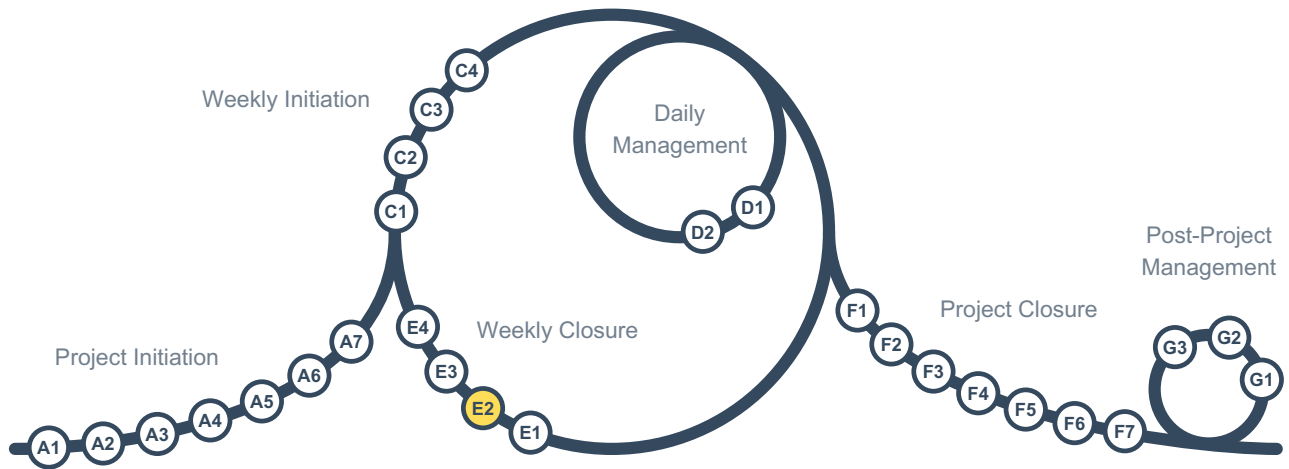 Project Initiation
A1
A2
A3
A4
A5
A6
A7
Weekly Initiation
C1
C2
C3
C4
Daily
Management
D1
D2
Weekly Closure
E1
E2
E3
E4
Project Closure
F1
F2
F3
F4
F5
F6
F7
Post-Project
Management
G1
G2
G3